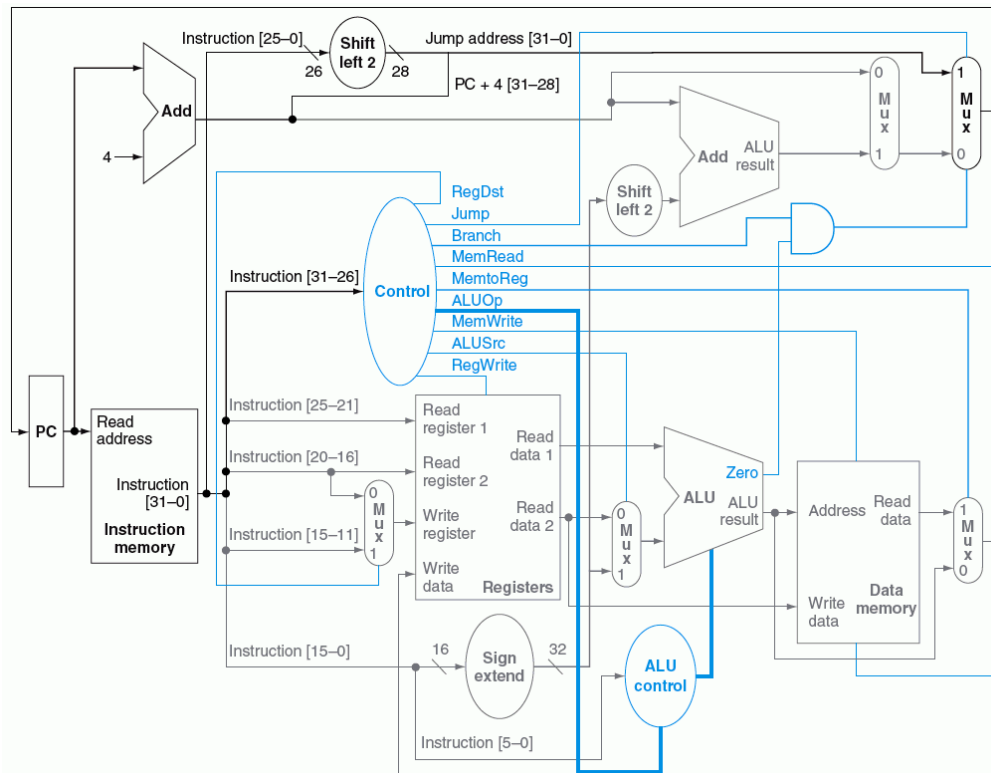 Instruction [25–0]
Shift
left 2
Jump address [31–0]
26
28
PC + 4 [31–28]
Add
4
0
M
u
x
1
1
M
u
x
0
Add
ALU
result
Shift
left 2
RegDst
Jump
Branch
MemRead
MemtoReg
ALUOp
MemWrite
ALUSrc
RegWrite
Instruction [31–26]
Control
PC
Read
address
Instruction
[31–0]
Instruction
memory
Instruction [25–21]
Instruction [20–16]
Instruction [15–11]
0
M
u
x
1
Read
register 1
Read
register 2
Write
register
Write
data
Read
data 1
Read
data 2
Registers
0
M
u
x
1
Zero
ALU
ALU
result
Address
Read
data
Write
data
Data
memory
1
M
u
x
0
Instruction [15–0]
16
Sign
extend
32
ALU
control
Instruction [5–0]